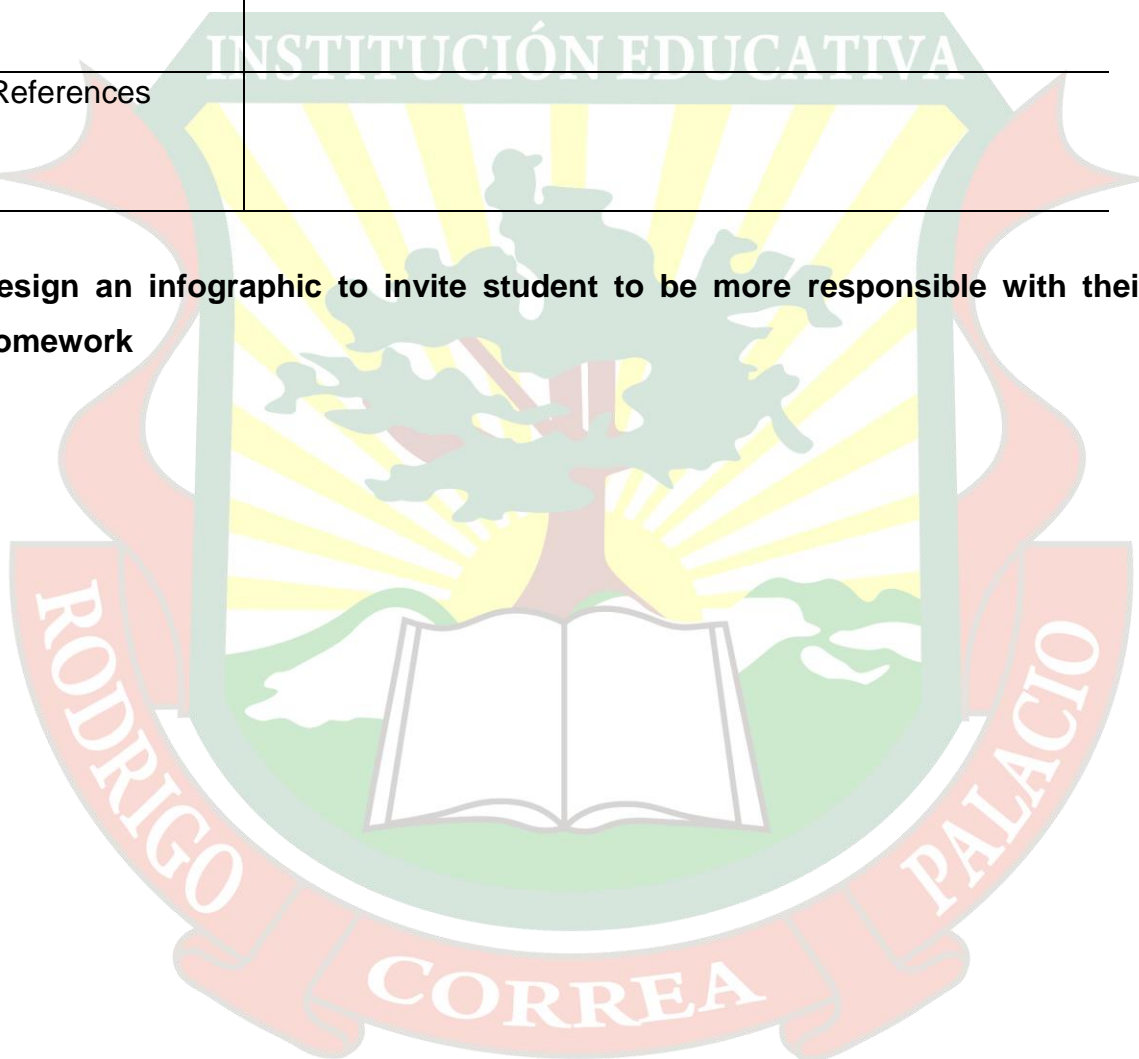 INSTITUCIÓN EDUCATIVA
References
esign an infographic to invite student to be more responsible with thei
omework
RODRIGO
CORREA
PALACIO